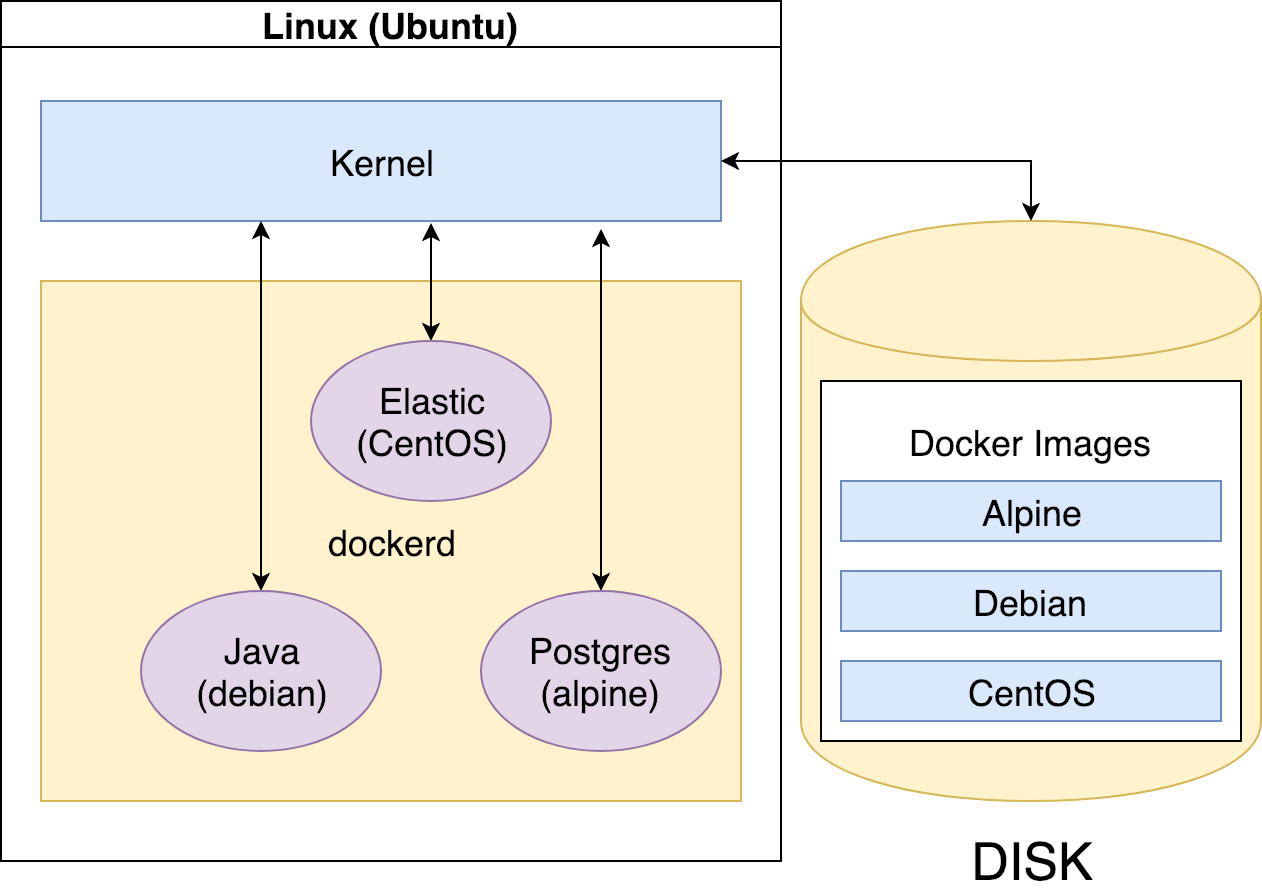 Linux (Ubuntu)
Kernel
Elastic
(CentOS)
dockerd
Java
(debian)
Postgres
(alpine)
Docker Images
Alpine
Debian
CentOS
DISK